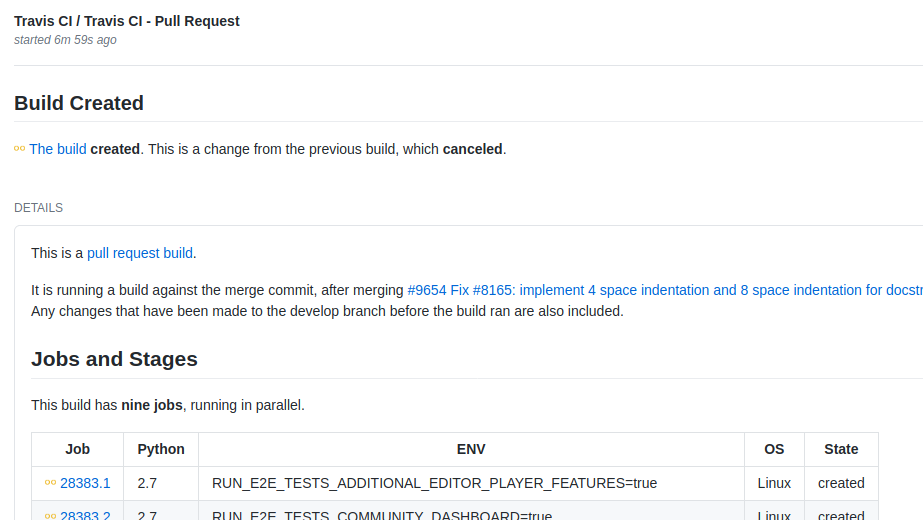 Travis CI / Travis CI - Pull Request
started 6m 59s ago
Build Created
The build created. This is a change from the previous build, which canceled.
DETAILS
This is a pull request build.
It is running a build against the merge commit, after merging #9654 Fix #8165: implement 4 space indentation and 8 space indentation for docstr
Any changes that have been made to the develop branch before the build ran are also included.
Jobs and Stages
This build has nine jobs, running in parallel.
Job Python ENV OS State
28383.1 2.7 RUN_E2E_TESTS_ADDITIONAL_EDITOR_PLAYER_FEATURES=true Linux created
28383.2 2.7 RUN_E2E_TESTS_COMMUNITY_DASHBOARD=true Linux created